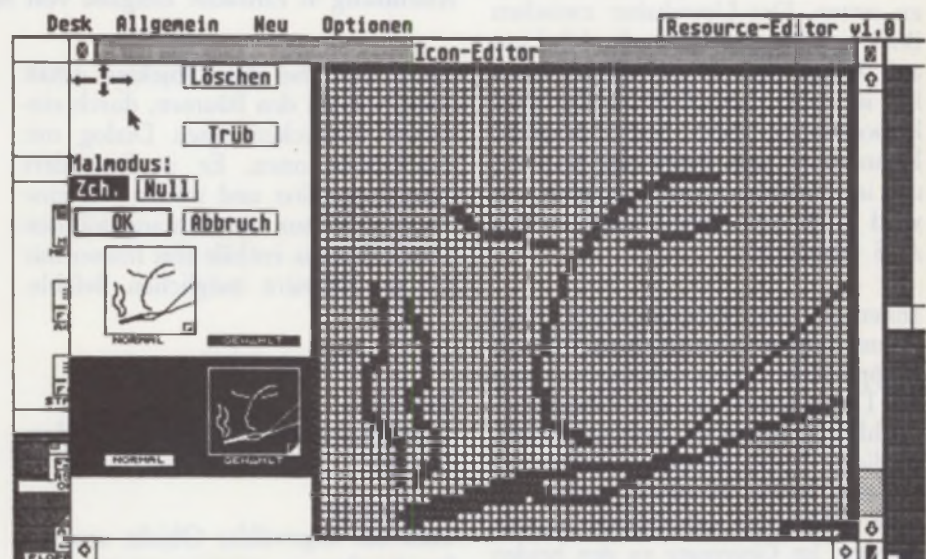 Desk Allgemein Neu Optionen Resource-Editor v1.0
Icon-Editor
Löschen
Trüb
Malmodus:
Zch. Null
OK Abbruch
NORMAL GEWÄHLT
NORMAL GEWÄHLT